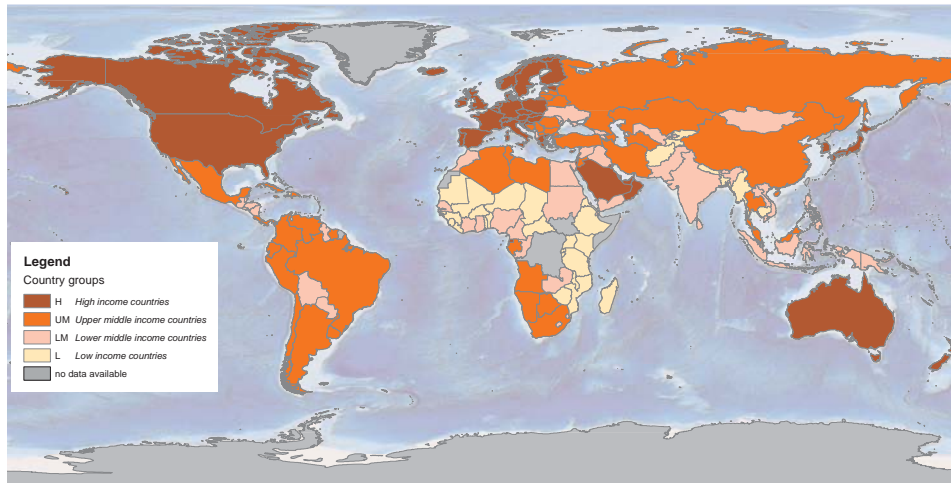 Legend
Country groups
H High income countries
UM Upper middle income countries
LM Lower middle income countries
L Low income countries
no data available